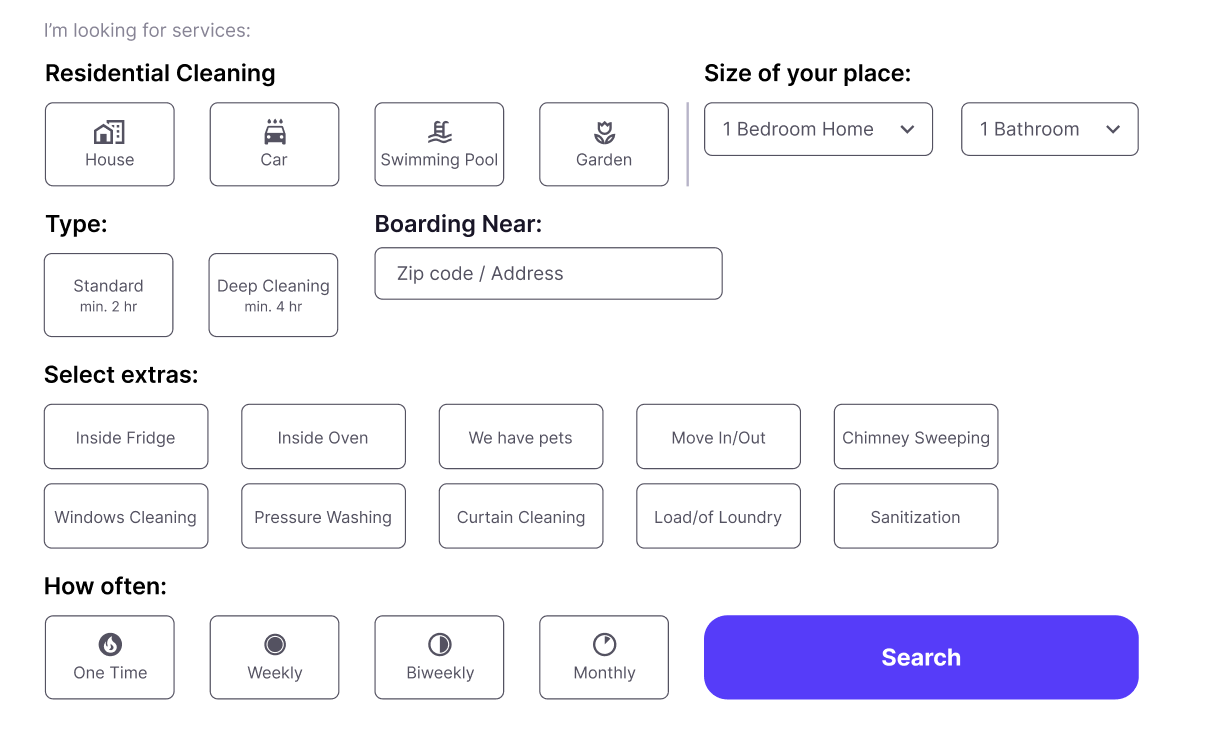 I'm looking for services:
Residential Cleaning
Size of your place:
House
Car
Swimming Pool
Garden
1 Bedroom Home
1 Bathroom
Type:
Boarding Near:
Standard
min. 2 hr
Deep Cleaning
min. 4 hr
Zip code / Address
Select extras:
Inside Fridge
Inside Oven
We have pets
Move In/Out
Chimney Sweeping
Windows Cleaning
Pressure Washing
Curtain Cleaning
Load/of Loundry
Sanitization
How often:
One Time
Weekly
Biweekly
Monthly
Search